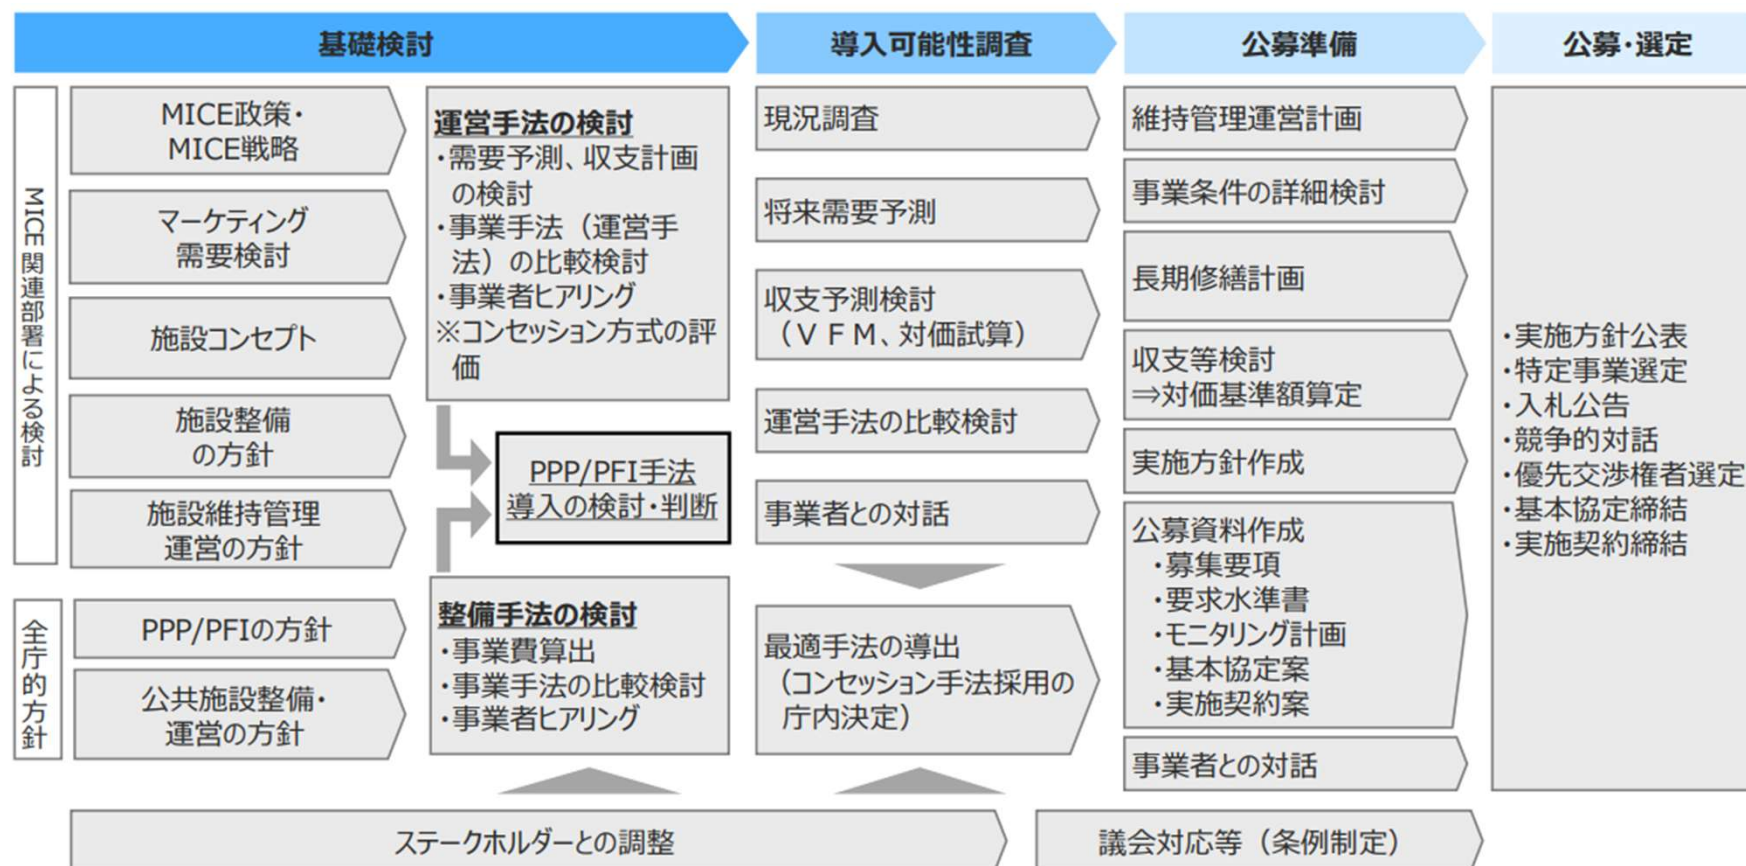 基礎検討
導入可能性調査
公募準備
公募・選定
MICE関連部署による検討
MICE政策・
MICE戦略
マーケティング
需要検討
施設コンセプト
施設整備
の方針
施設維持管理
運営の方針
全庁的方針
PPP/PFIの方針
公共施設整備・
運営の方針
運営手法の検討
・需要予測、収支計画
の検討
・事業手法（運営手
法）の比較検討
・事業者ヒアリング
※コンセッション方式の評
価
PPP/PFI手法
導入の検討・判断
整備手法の検討
・事業費算出
・事業手法の比較検討
・事業者ヒアリング
現況調査
将来需要予測
収支予測検討
（ＶＦＭ、対価試算）
運営手法の比較検討
事業者との対話
最適手法の導出
（コンセッション手法採用の
庁内決定）
維持管理運営計画
事業条件の詳細検討
長期修繕計画
収支等検討
⇒対価基準額算定
実施方針作成
公募資料作成
・募集要項
・要求水準書
・モニタリング計画
・基本協定案
・実施契約案
事業者との対話
・実施方針公表
・特定事業選定
・入札公告
・競争的対話
・優先交渉権者選定
・基本協定締結
・実施契約締結
ステークホルダーとの調整
議会対応等（条例制定）